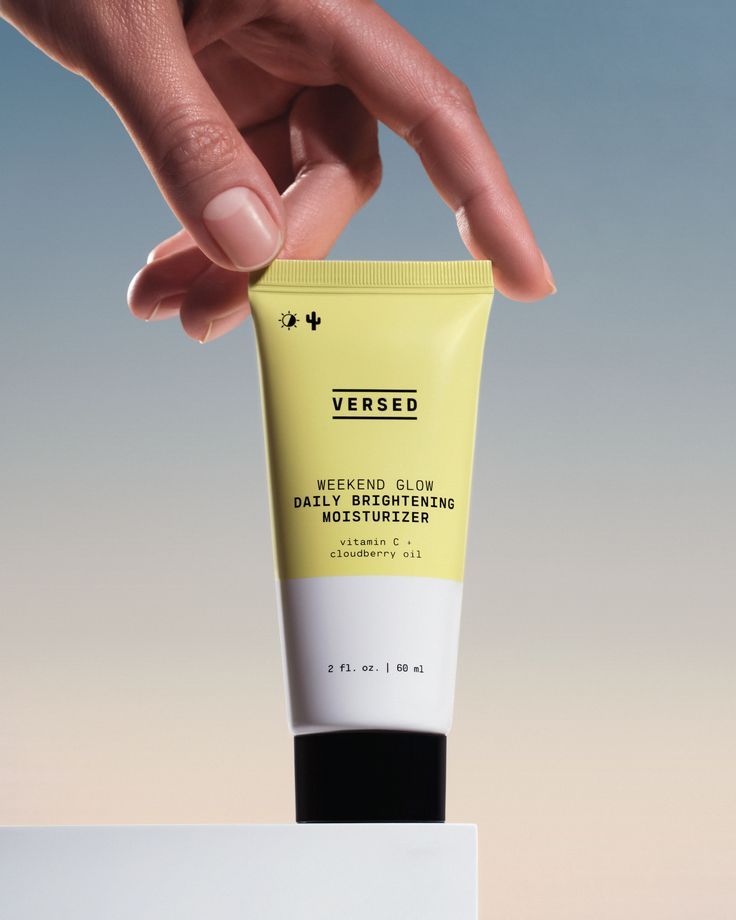 VERSED
WEEKEND GLOW
DAILY BRIGHTENING
MOISTURIZER
vitamin C +
cloudberry oil
2 fl. oz. | 60 ml